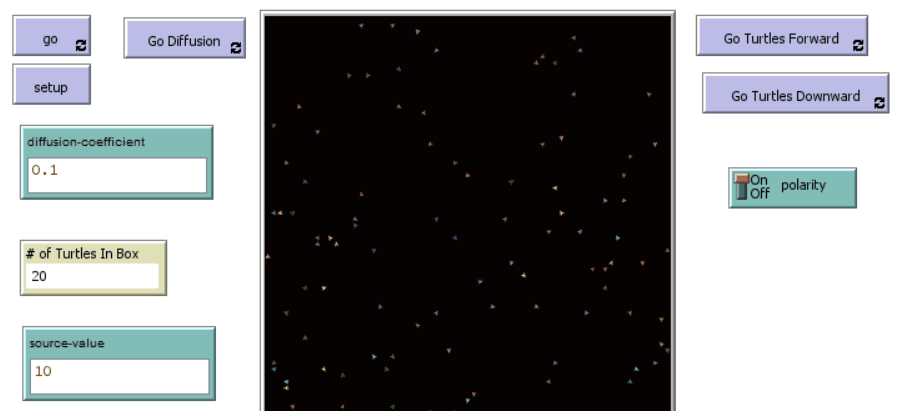 go
Go Diffusion
setup
diffusion-coefficient
0.1
# of Turtles In Box
20
source-value
10
Go Turtles Forward
Go Turtles Downward
On
Off
polarity